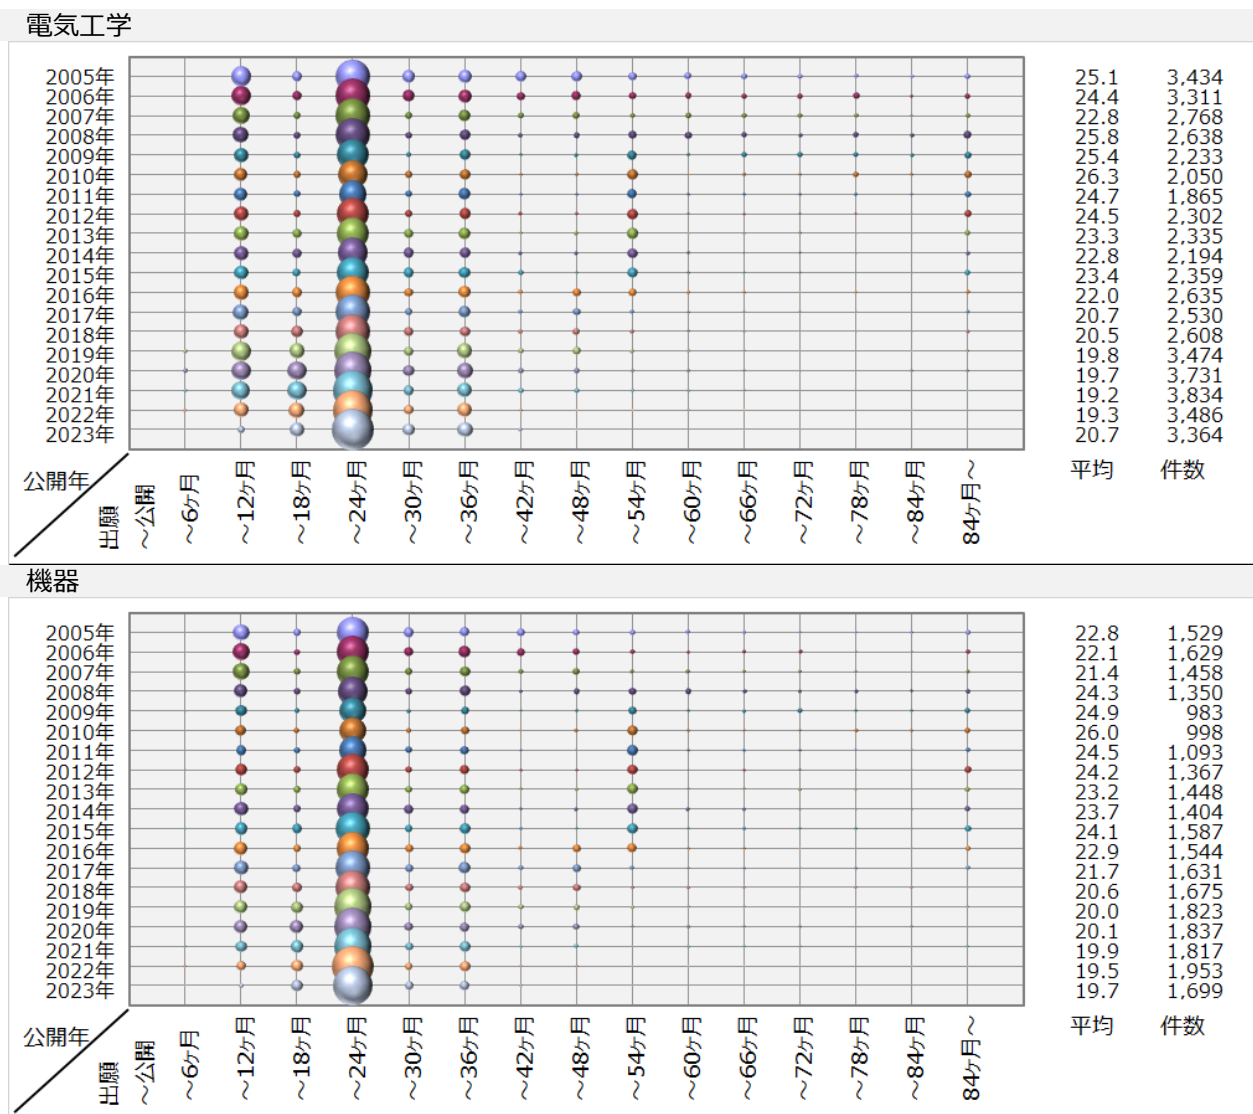 電気工学
2005年 25.1 3,434
2006年 24.4 3,311
2007年 22.8 2,768
2008年 25.8 2,638
2009年 25.4 2,233
2010年 26.3 2,050
2011年 24.7 1,865
2012年 24.5 2,302
2013年 23.3 2,335
2014年 22.8 2,194
2015年 23.4 2,359
2016年 22.0 2,635
2017年 20.7 2,530
2018年 20.5 2,608
2019年 19.8 3,474
2020年 19.7 3,731
2021年 19.2 3,834
2022年 19.3 3,486
2023年 20.7 3,364
公開年 出願 ～公開 ～6ヶ月 ～12ヶ月 ～18ヶ月 ～24ヶ月 ～30ヶ月 ～36ヶ月 ～42ヶ月 ～48ヶ月 ～54ヶ月 ～60ヶ月 ～66ヶ月 ～72ヶ月 ～78ヶ月 ～84ヶ月 84ヶ月～ 平均 件数
機器
2005年 22.8 1,529
2006年 22.1 1,629
2007年 21.4 1,458
2008年 24.3 1,350
2009年 24.9 983
2010年 26.0 998
2011年 24.5 1,093
2012年 24.2 1,367
2013年 23.2 1,448
2014年 23.7 1,404
2015年 24.1 1,587
2016年 22.9 1,544
2017年 21.7 1,631
2018年 20.6 1,675
2019年 20.0 1,823
2020年 20.1 1,837
2021年 19.9 1,817
2022年 19.5 1,953
2023年 19.7 1,699
公開年 出願 ～公開 ～6ヶ月 ～12ヶ月 ～18ヶ月 ～24ヶ月 ～30ヶ月 ～36ヶ月 ～42ヶ月 ～48ヶ月 ～54ヶ月 ～60ヶ月 ～66ヶ月 ～72ヶ月 ～78ヶ月 ～84ヶ月 84ヶ月～ 平均 件数